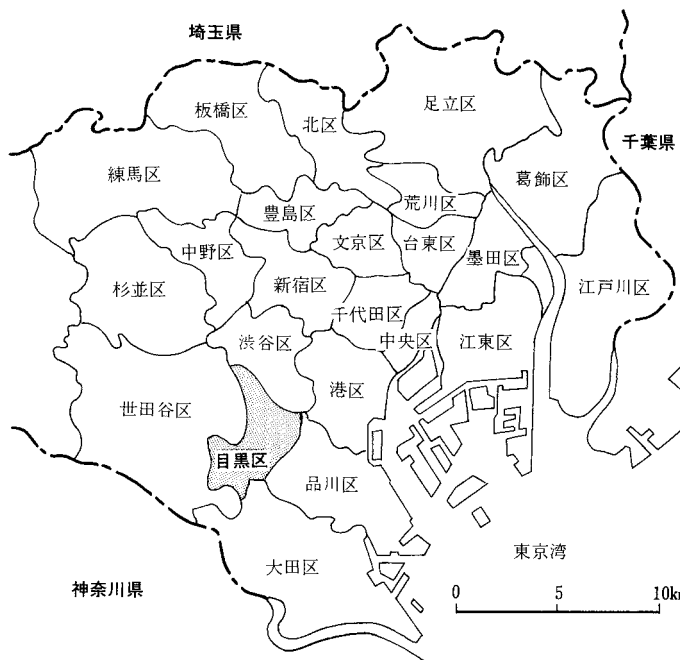 埼玉県
板橋区
北区
足立区
千葉県
練馬区
葛飾区
豊島区
荒川区
文京区
台東区
中野区
墨田区
杉並区
新宿区
江戸川区
千代田区
渋谷区
中央区
江東区
港区
世田谷区
目黒区
品川区
大田区
東京湾
神奈川県
0 5 10km